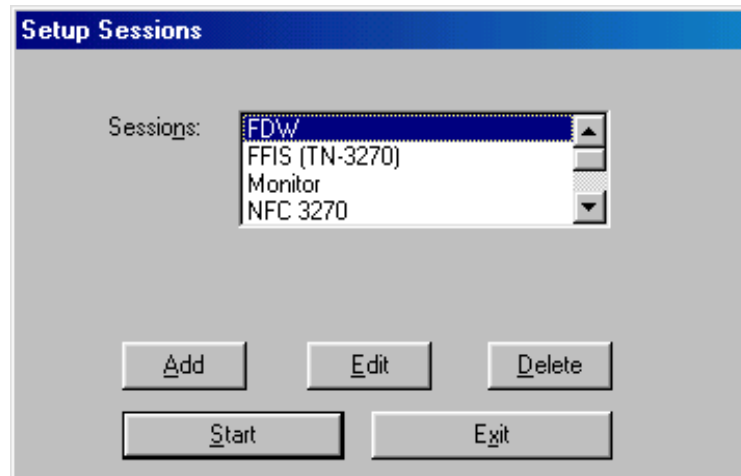 Setup Sessions
Sessions:
FDW
FFIS (TN-3270)
Monitor
NFC 3270
Add Edit Delete
Start Exit